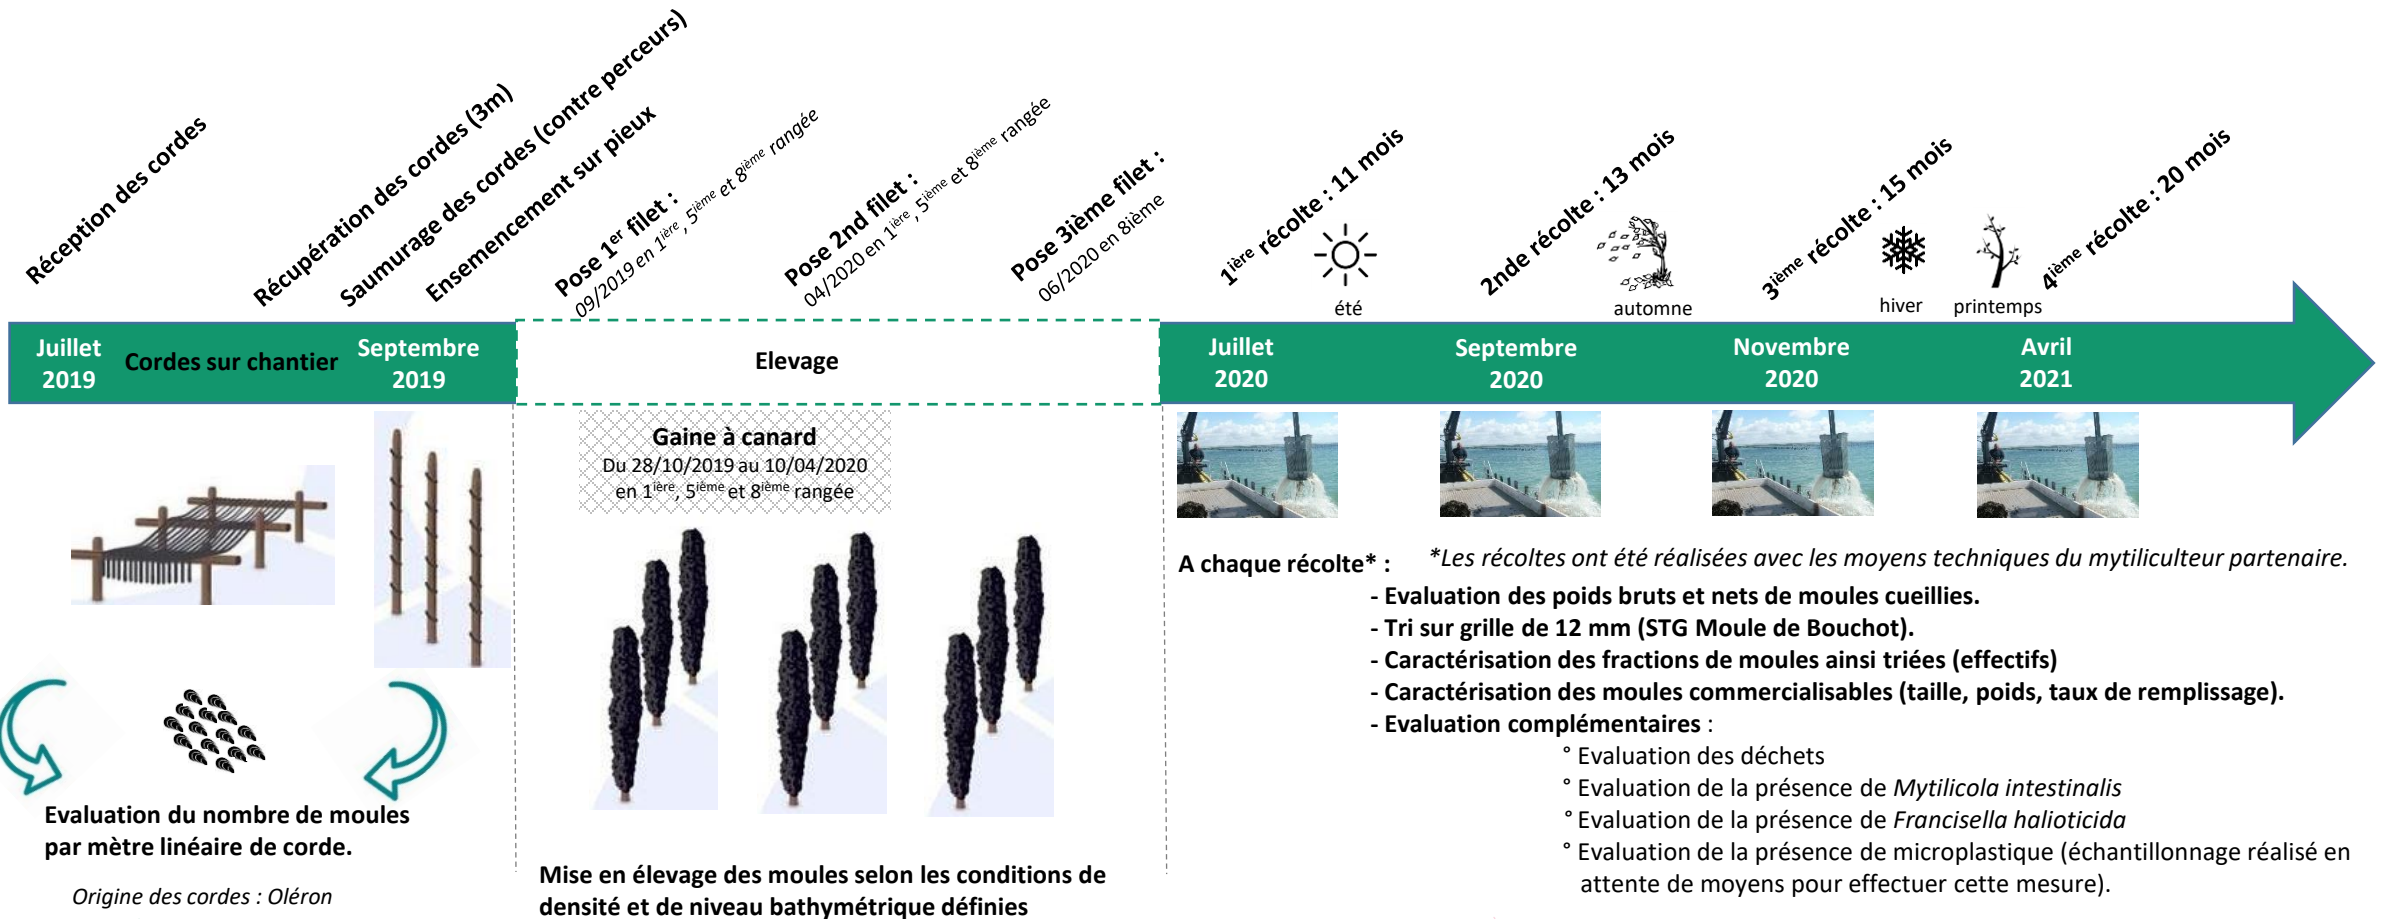 Réception des cordes
Récupération des cordes (3m)
Saumurage des cordes (contre perceurs)
Ensemencement sur pieux
Pose 1er filet :
09/2019 en 1ière, 5ième et 8ième rangée
Pose 2nd filet :
04/2020 en 1ière, 5ième et 8ième rangée
Pose 3ième filet :
06/2020 en 8ième
1ière récolte : 11 mois
été
2nde récolte : 13 mois
automne
3ième récolte : 15 mois
hiver
printemps
4ième récolte : 20 mois
Juillet
2019
Cordes sur chantier
Septembre
2019
Elevage
Juillet
2020
Septembre
2020
Novembre
2020
Avril
2021
Gaine à canard
Du 28/10/2019 au 10/04/2020
en 1ière, 5ième et 8ième rangée
Evaluation du nombre de moules
par mètre linéaire de corde.
Origine des cordes : Oléron
Mise en élevage des moules selon les conditions de
densité et de niveau bathymétrique définies
A chaque récolte* :
*Les récoltes ont été réalisées avec les moyens techniques du mytiliculteur partenaire.
- Evaluation des poids bruts et nets de moules cueillies.
- Tri sur grille de 12 mm (STG Moule de Bouchot).
- Caractérisation des fractions de moules ainsi triées (effectifs)
- Caractérisation des moules commercialisables (taille, poids, taux de remplissage).
- Evaluation complémentaires :
° Evaluation des déchets
° Evaluation de la présence de Mytilicola intestinalis
° Evaluation de la présence de Francisella halioticida
° Evaluation de la présence de microplastique (échantillonnage réalisé en
attente de moyens pour effectuer cette mesure).